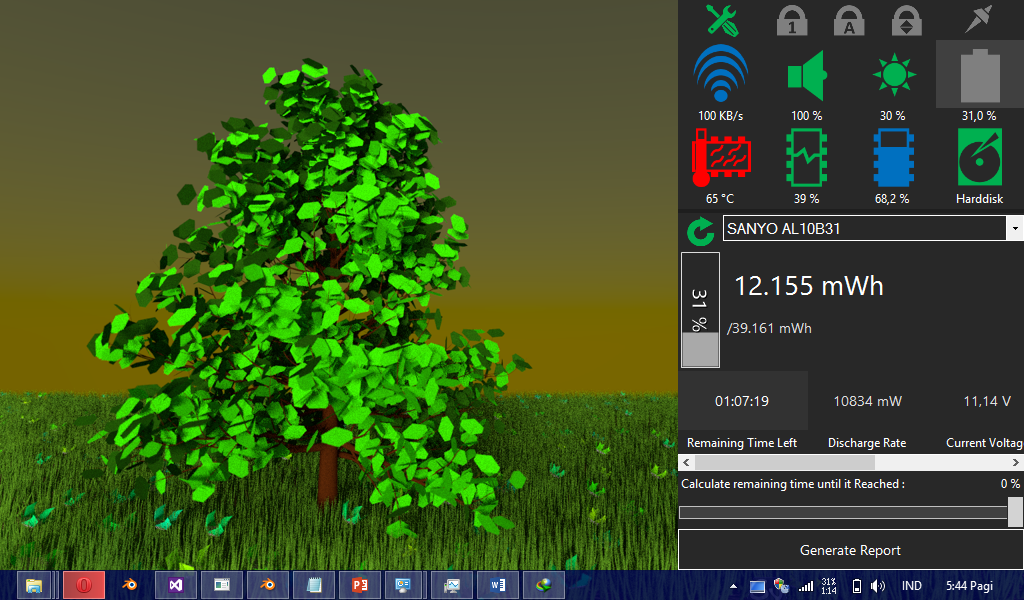 1 A
100 KB/s 100 % 30 % 31,0 %
65 °C 39 % 68,2 % Harddisk
SANYO AL10B31
31 %
12.155 mWh
/39.161 mWh
01:07:19 10834 mW 11,14 V
Remaining Time Left Discharge Rate Current Voltag
Calculate remaining time until it Reached : 0 %
Generate Report
31%
1:14
IND 5:44 Pagi